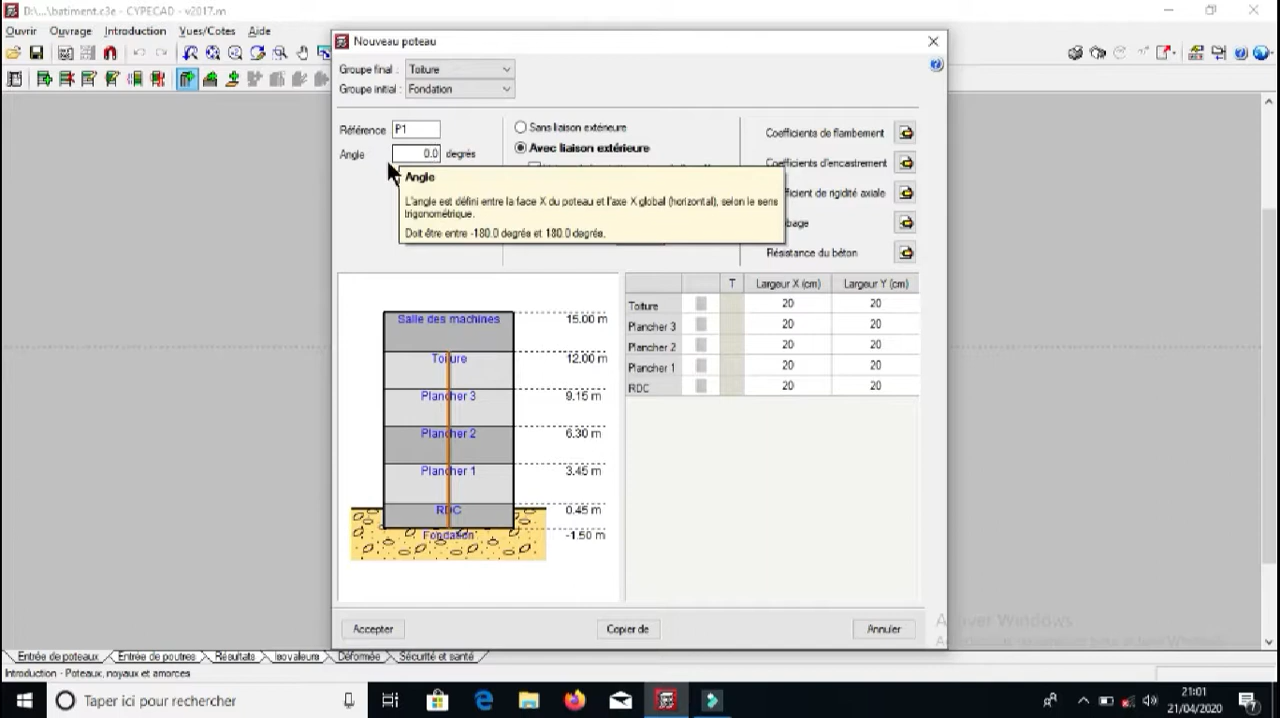 D:\...\batiment.c3e - CYPECAD - v2017.m
Ouvrir Ouvrage Introduction Vues/Cotes Aide
Nouveau poteau
Groupe final : Toiture
Groupe initial : Fondation
Référence P1
Angle 0.0 degrés
Sans liaison extérieure
Avec liaison extérieure
Coefficients de flambement
Coefficients d'encastrement
efficient de rigidité axiale
bage
Résistance du béton
Angle
L'angle est défini entre la face X du poteau et l'axe X global (horizontal), selon le sens
trigonométrique.
Doit être entre -180.0 degrée et 180.0 degrée.
Salle des machines 15.00 m
Toiture 12.00 m
Plancher 3 9.15 m
Plancher 2 6.30 m
Plancher 1 3.45 m
RDC 0.45 m
Fondation -1.50 m
T Largeur X (cm) Largeur Y (cm)
Toiture 20 20
Plancher 3 20 20
Plancher 2 20 20
Plancher 1 20 20
RDC 20 20
Accepter Copier de Annuler
Activer Windows
Entrée de poteaux Entrée de poutres Résultats Isovaleurs Déformée Sécurité et santé
Introduction - Poteaux, noyaux et amorces
Taper ici pour rechercher
21:01
21/04/2020
7